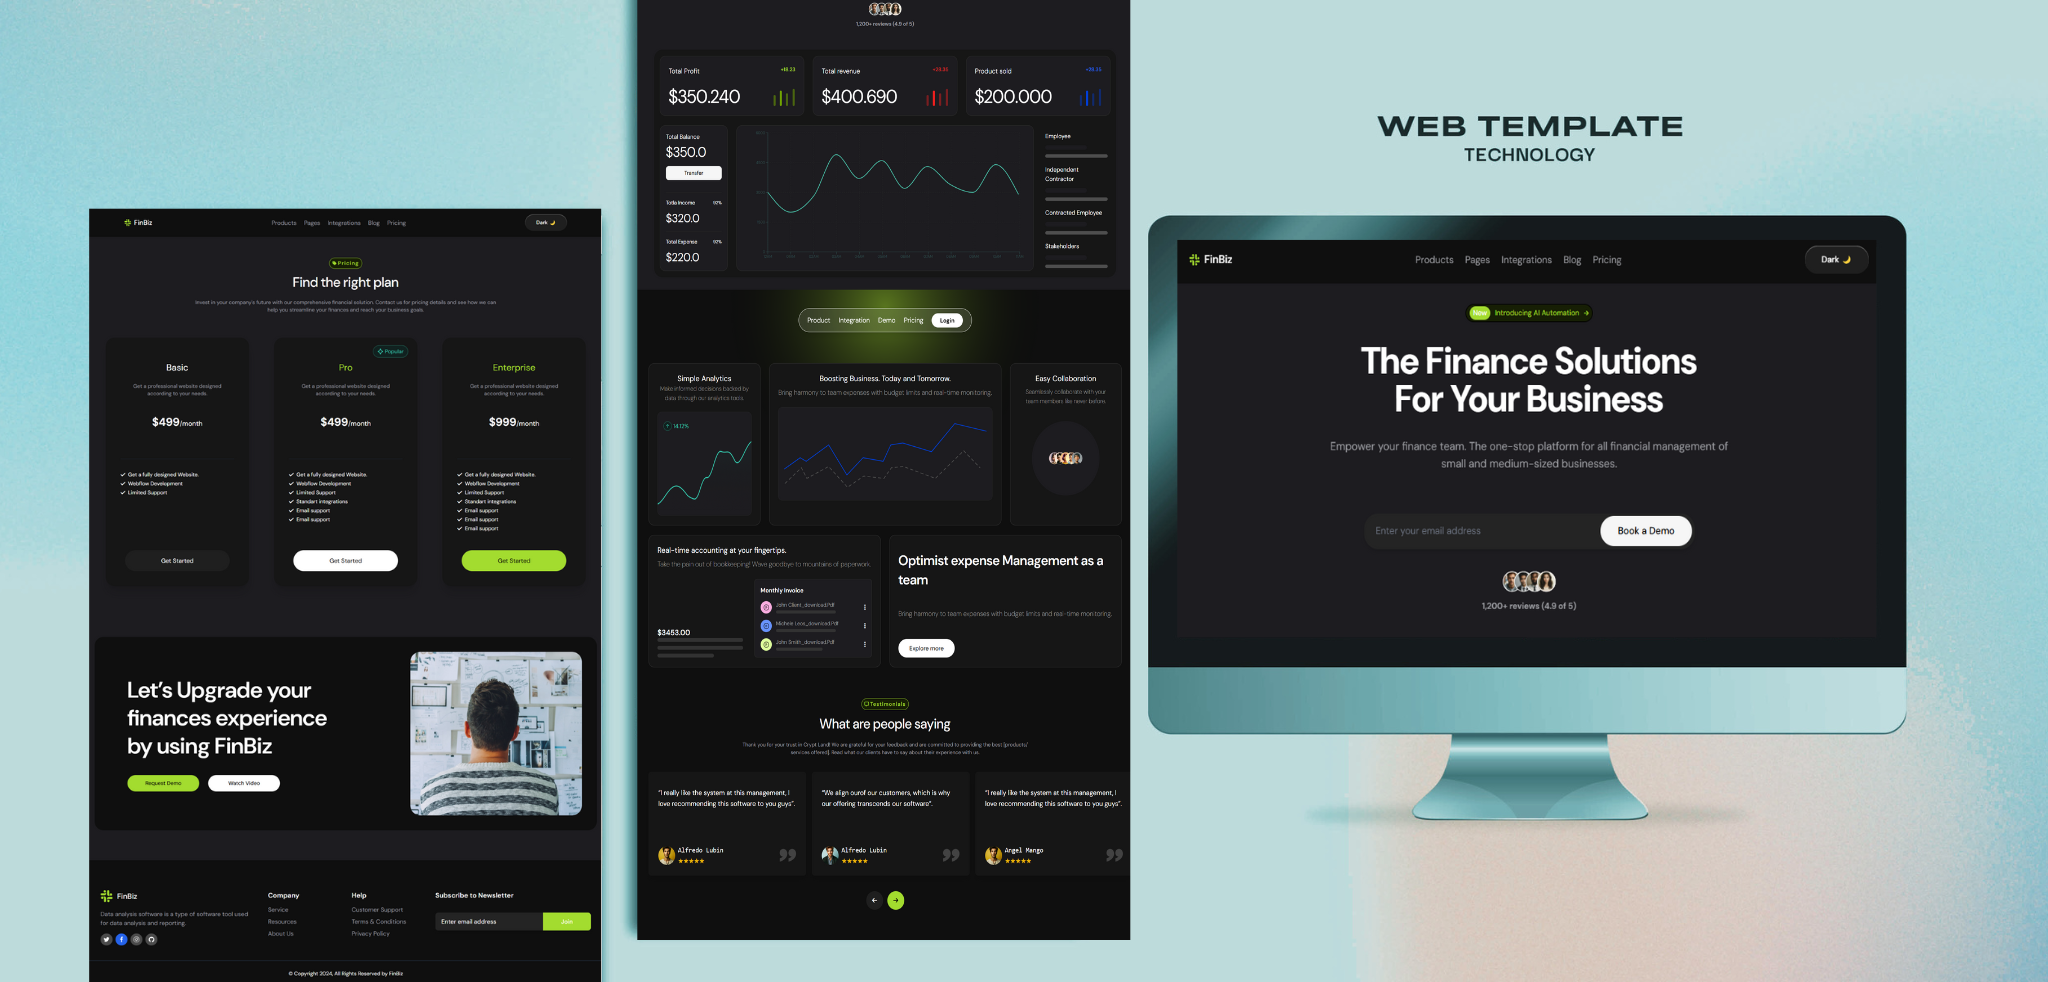 FinBiz
Products Pages Integrations Blog Pricing
Dark
Pricing
Find the right plan
Invest in your company's future with our comprehensive financial solution. Contact us for pricing details and see how we can
help you streamline your finances and reach your business goals.
Basic
Get a professional website designed
according to your needs.
$499/month
Get a fully designed Website.
Webflow Development
Limited Support
Get Started
Popular
Pro
Get a professional website designed
according to your needs.
$499/month
Get a fully designed Website.
Webflow Development
Limited Support
Standart integrations
Email support
Email support
Get Started
Enterprise
Get a professional website designed
according to your needs.
$999/month
Get a fully designed Website.
Webflow Development
Limited Support
Standart integrations
Email support
Email support
Email support
Get Started
Let's Upgrade your
finances experience
by using FinBiz
Request Demo Watch Video
FinBiz
Data analysis software is a type of software tool used
for data analysis and reporting.
Company
Service
Resources
About Us
Help
Customer Support
Terms & Conditions
Privacy Policy
Subscribe to Newsletter
Enter email address Join
© Copyright 2024, All Rights Reserved by FinBiz
1,200+ reviews (4.9 of 5)
Total Profit
$350.240
Total revenue
$400.690
Product sold
$200.000
Total Balance
$350.0
Transfer
92%
$320.0
Total Expense 92%
$220.0
Employee
Independent
Contractor
Contracted Employee
Stakeholders
Product Integration Demo Pricing Login
Simple Analytics
Make informed decisions backed by
data through our analytics tools.
14,12%
Boosting Business. Today and Tomorrow.
Bring harmony to team expenses with budget limits and real-time monitoring.
Easy Collaboration
Seamlessly collaborate with your
team members like never before.
Real-time accounting at your fingertips.
Take the pain out of bookkeeping! Wave goodbye to mountains of paperwork.
$3453.00
Monthly Invoice
John Client_download.Pdf
_download.Pdf
John Smith_download.Pdf
Optimist expense Management as a
team
Bring harmony to team expenses with budget limits and real-time monitoring.
Explore more
Testimonials
What are people saying
Thank you for your trust in Crypt Land! We are grateful for your feedback and are committed to providing the best [products/
services offered]. Read what our clients have to say about their experience with us.
"I really like the system at this management, I
love recommending this software to you guys".
Alfredo Lubin
"We align ourof our customers, which is why
our offering transcends our software".
Alfredo Lubin
"I really like the system at this management, I
love recommending this software to you guys".
Angel Mango
WEB TEMPLATE
TECHNOLOGY
FinBiz
Products Pages Integrations Blog Pricing
Dark
New Introducing AI Automation →
The Finance Solutions
For Your Business
Empower your finance team. The one-stop platform for all financial management of
small and medium-sized businesses.
Enter your email address Book a Demo
1,200+ reviews (4.9 of 5)